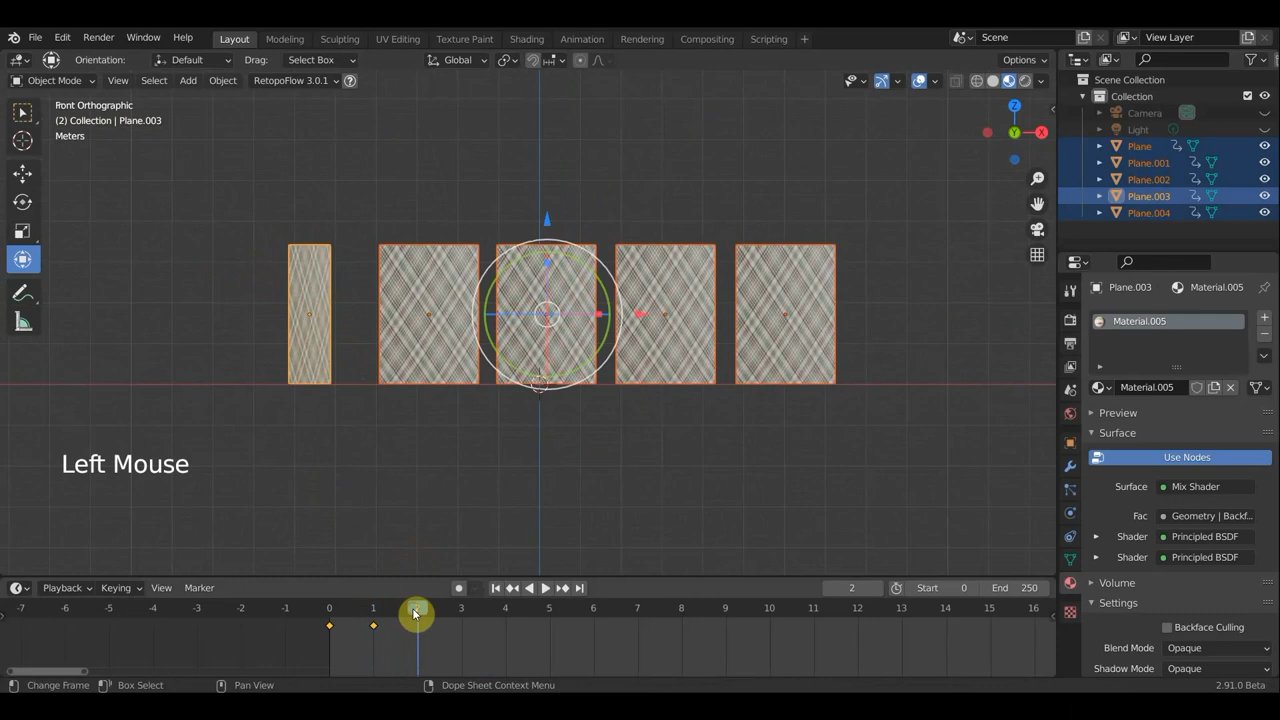 File Edit Render Window Help Layout Modeling Sculpting UV Editing Texture Paint Shading Animation Rendering Compositing Scripting Scene View Layer
Orientation: Default Drag: Select Box Global Options
Object Mode View Select Add Object RetopoFlow 3.0.1
Scene Collection
Collection
Camera
Light
Plane
Plane.001
Plane.002
Plane.003
Plane.004
Front Orthographic
(2) Collection | Plane.003
Meters
Z
Y
X
Left Mouse
Plane.003 Material.005
Material.005
Material.005
Preview
Surface
Use Nodes
Surface Mix Shader
Fac Geometry | Backf...
Shader Principled BSDF
Shader Principled BSDF
Volume
Settings
Backface Culling
Blend Mode Opaque
Shadow Mode Opaque
Playback Keying View Marker 2 Start 0 End 250
-7 -6 -5 -4 -3 -2 -1 0 1 2 3 4 5 6 7 8 9 10 11 12 13 14 15 16
Change Frame Box Select Pan View Dope Sheet Context Menu 2.91.0 Beta